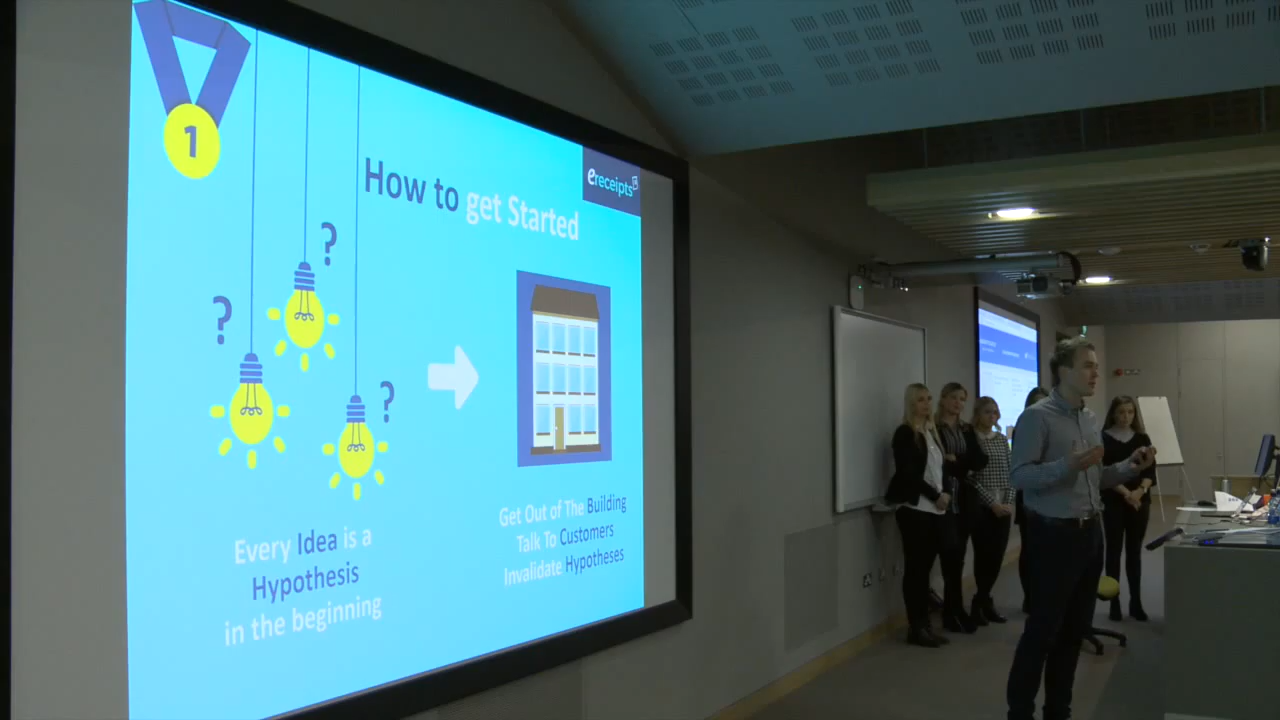 1
How to get Started
ereceipts
?
?
?
Every Idea is a
Hypothesis
in the beginning
Get Out of The Building
Talk To Customers
Invalidate Hypotheses